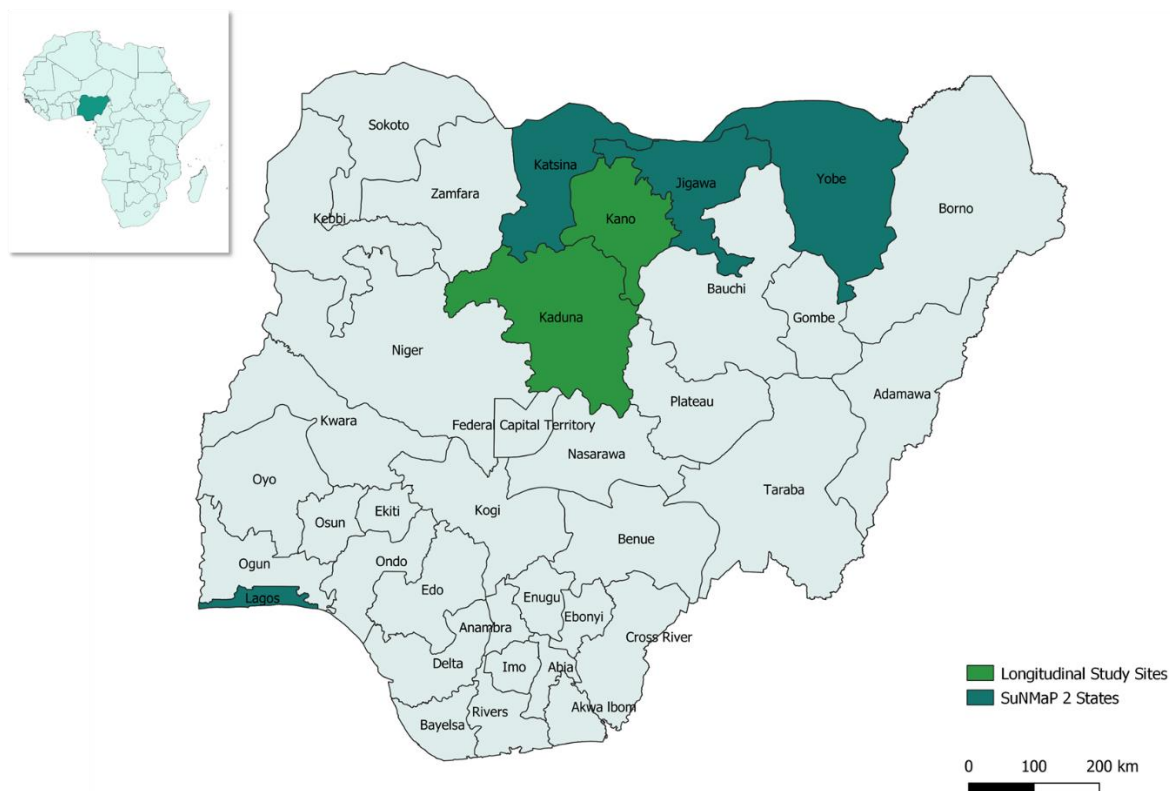 Sokoto
Katsina
Zamfara
Jigawa
Yobe
Kebbi
Kano
Borno
Bauchi
Kaduna
Gombe
Niger
Adamawa
Plateau
Kwara
Federal Capital Territory
Nasarawa
Oyo
Taraba
Kogi
Ekiti
Osun
Benue
Ogun
Ondo
Edo
Enugu
Lagos
Ebonyi
Anambra
Cross River
Delta
Imo
Abia
Akwa Ibom
Rivers
Bayelsa
Longitudinal Study Sites
SuNMaP 2 States
0 100 200 km